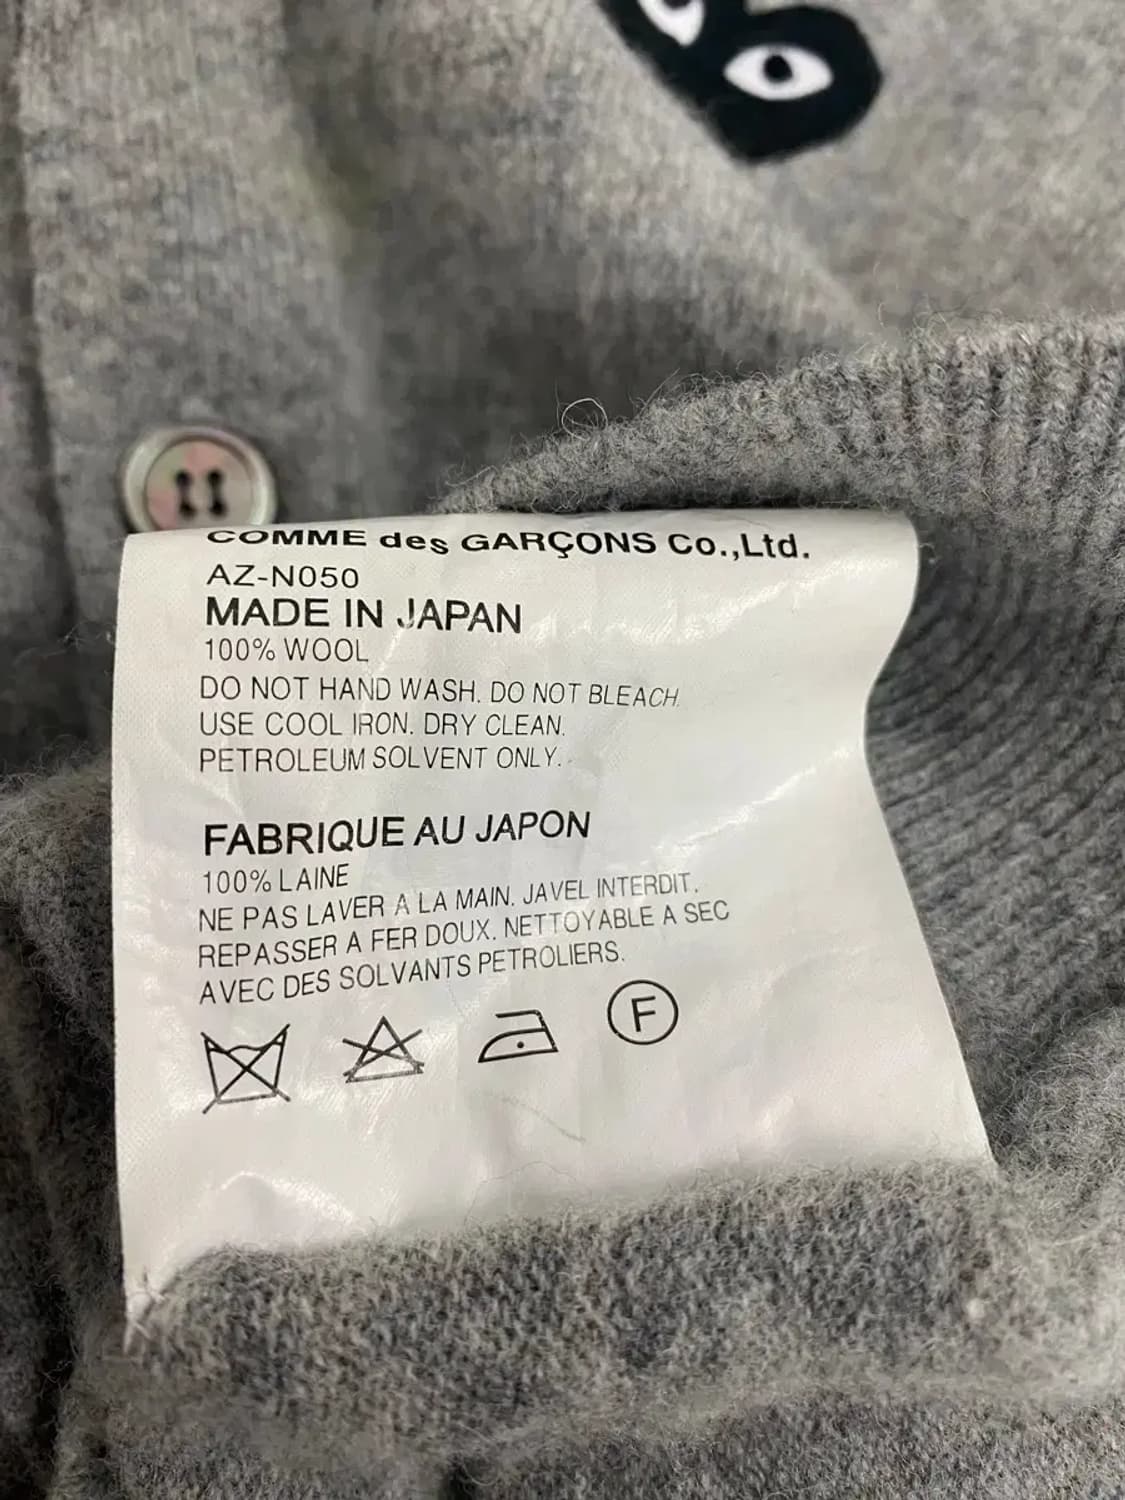 COMME des GARÇONS Co.,Ltd.
AZ-N050
MADE IN JAPAN
100% WOOL
DO NOT HAND WASH. DO NOT BLEACH.
USE COOL IRON. DRY CLEAN.
PETROLEUM SOLVENT ONLY.
FABRIQUE AU JAPON
100% LAINE
NE PAS LAVER A LA MAIN. JAVEL INTERDIT.
REPASSER A FER DOUX. NETTOYABLE A SEC
AVEC DES SOLVANTS PETROLIERS.
F